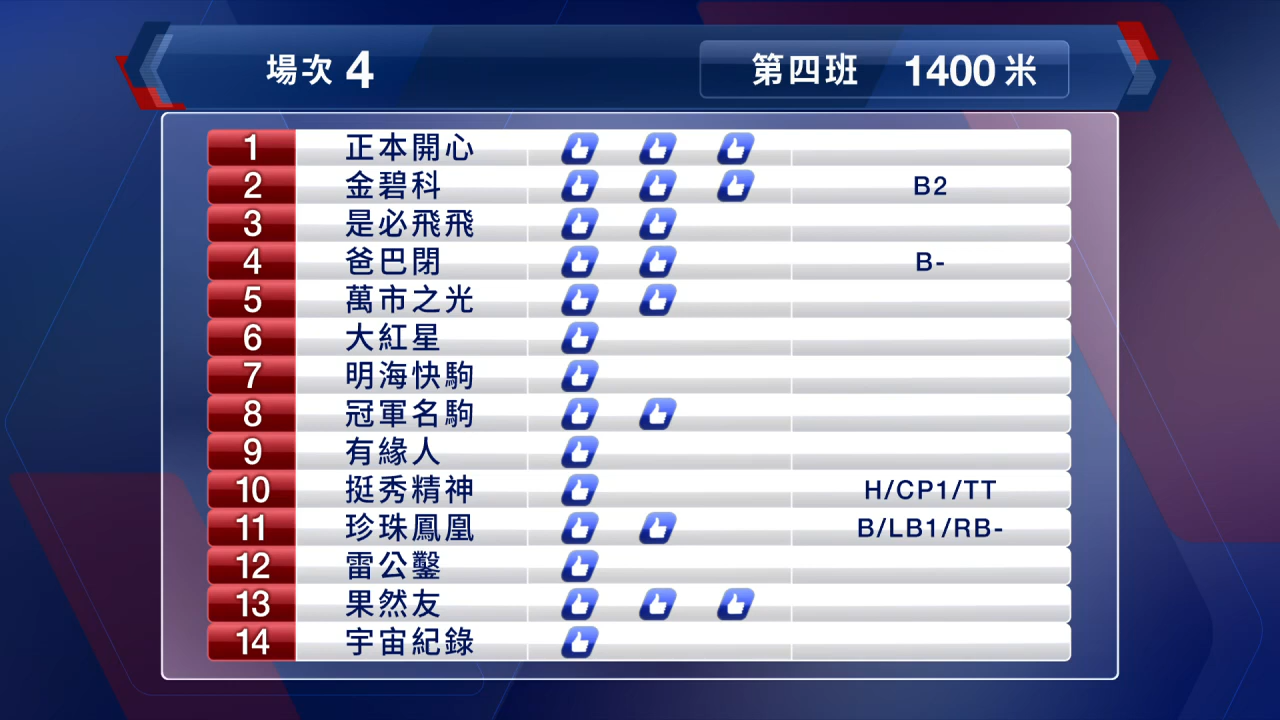 場次 4 第四班 1400 米
1 正本開心
2 金碧科 B2
3 是必飛飛
4 爸巴閉 B-
5 萬市之光
6 大紅星
7 明海快駒
8 冠軍名駒
9 有緣人
10 挺秀精神 H/CP1/TT
11 珍珠鳳凰 B/LB1/RB-
12 雷公鑿
13 果然友
14 宇宙紀錄